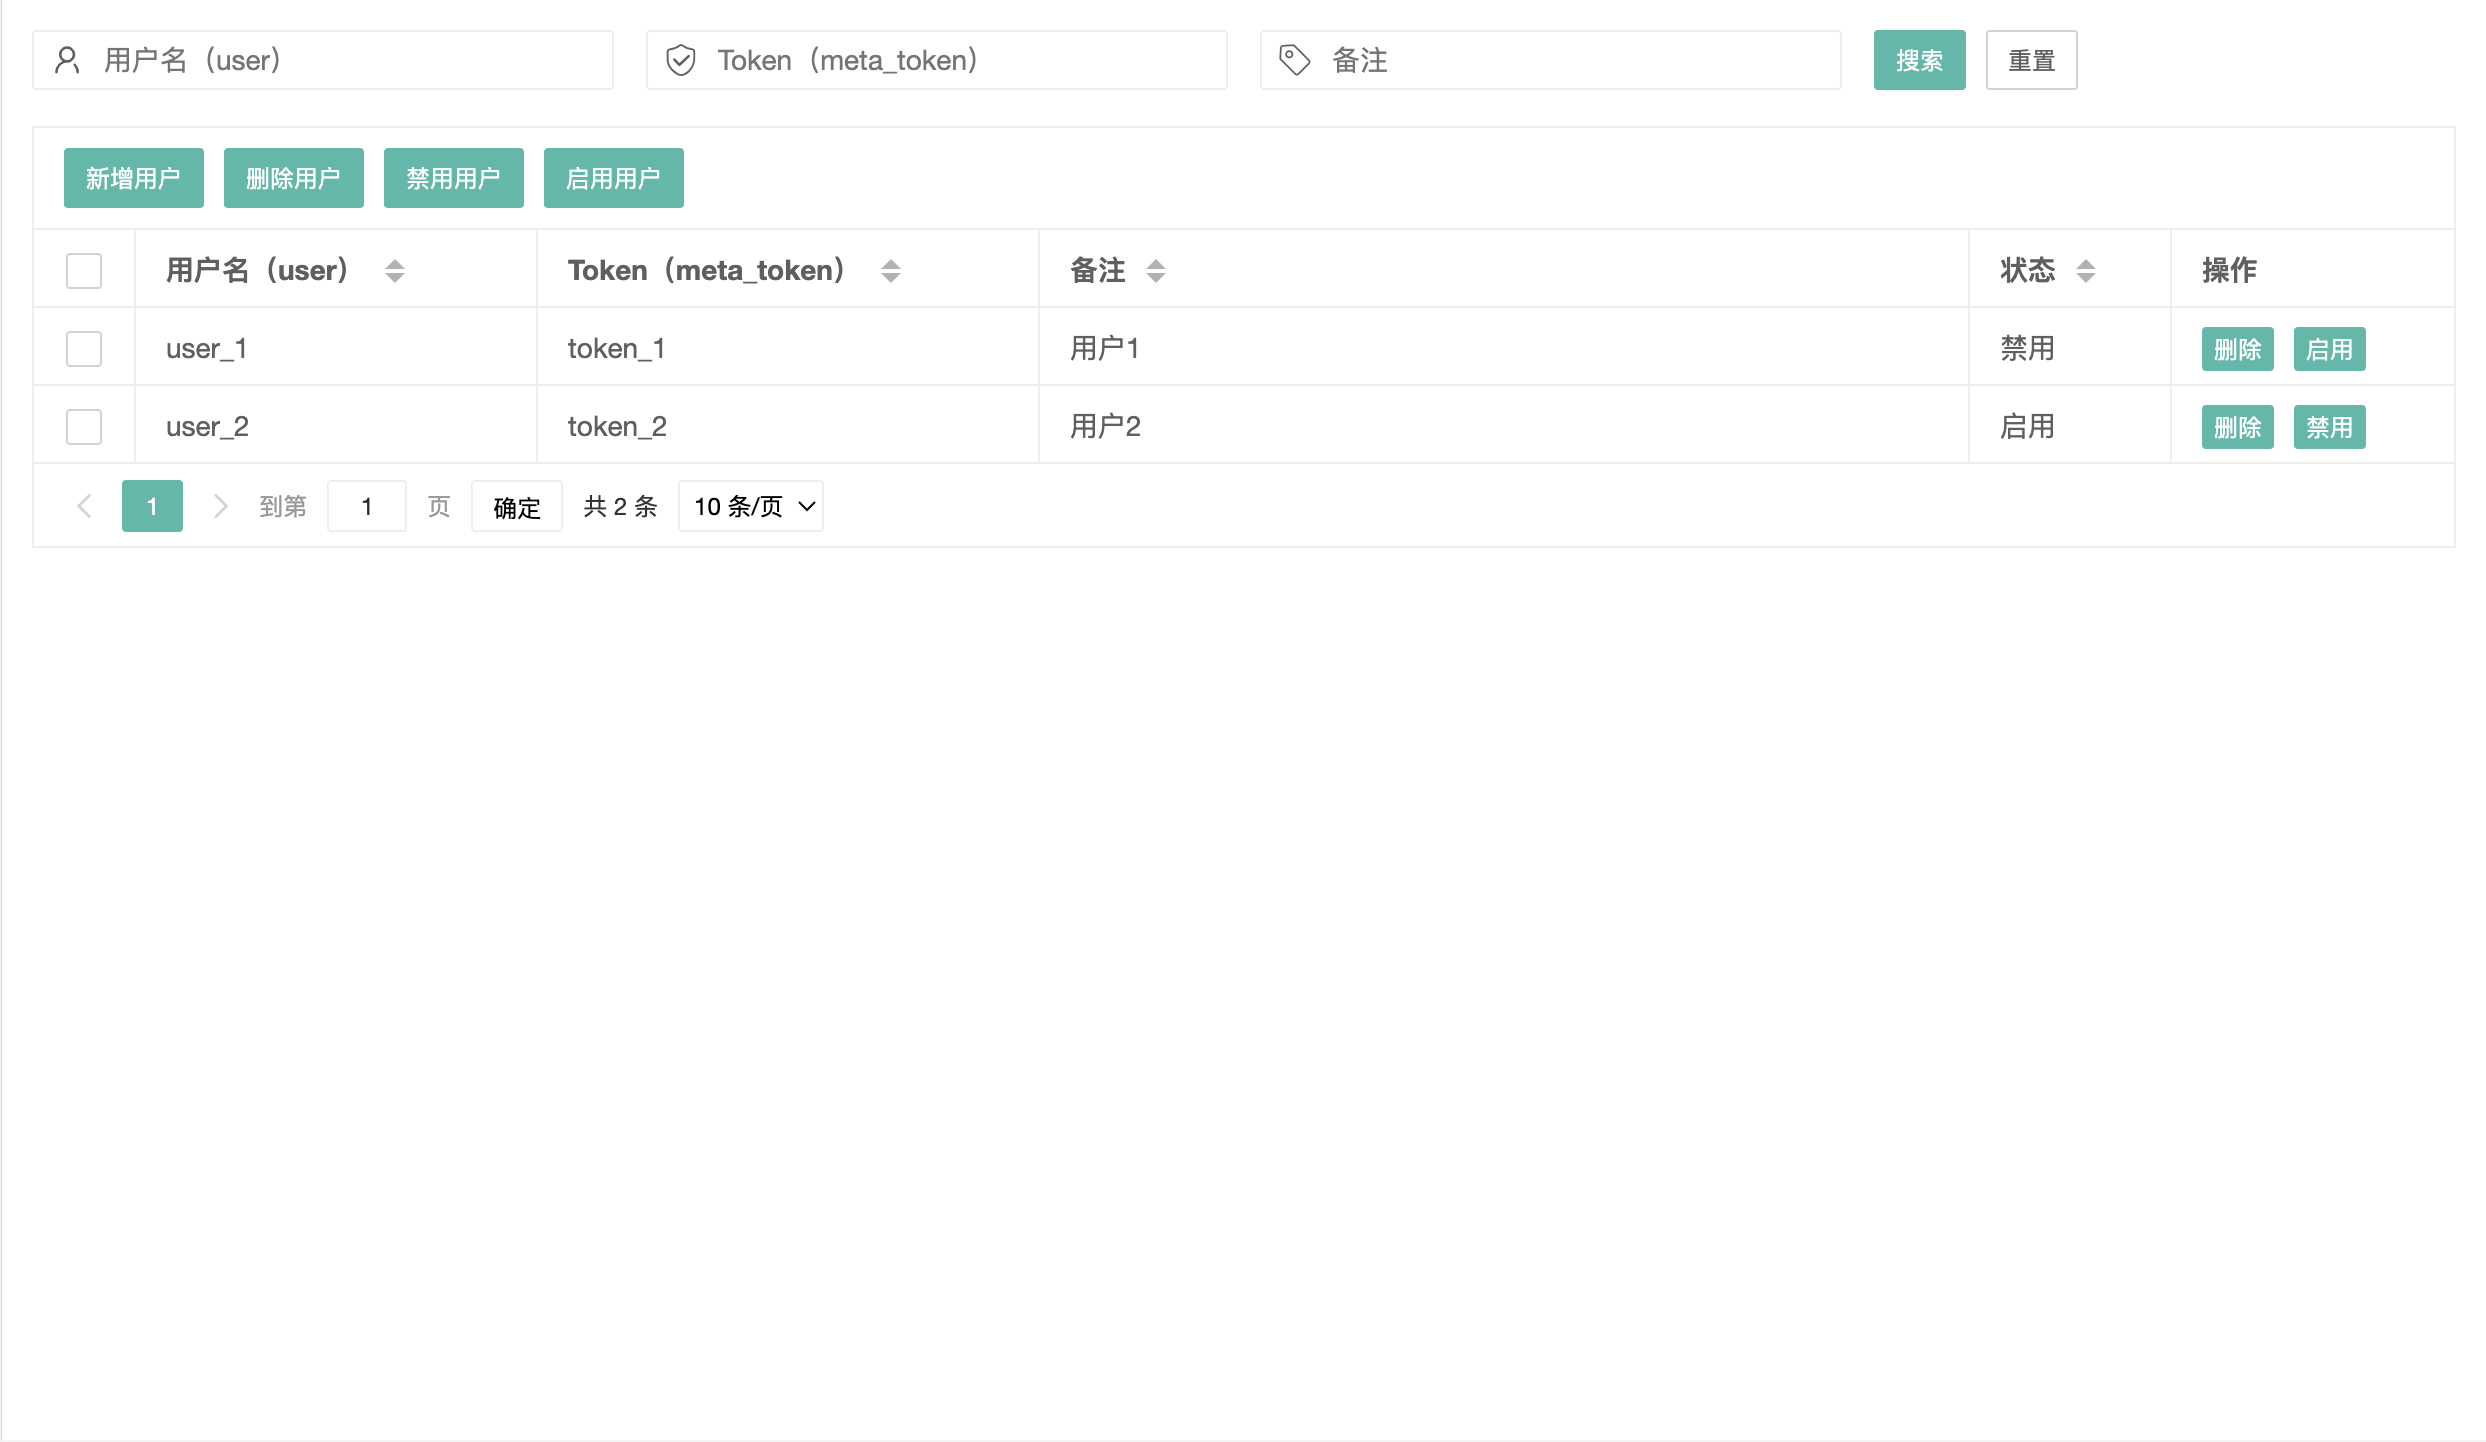 用户名（user） Token（meta_token） 备注 搜索 重置
新增用户 删除用户 禁用用户 启用用户
用户名（user） Token（meta_token） 备注 状态 操作
user_1 token_1 用户1 禁用 删除 启用
user_2 token_2 用户2 启用 删除 禁用
1 到第 1 页 确定 共 2 条 10 条/页